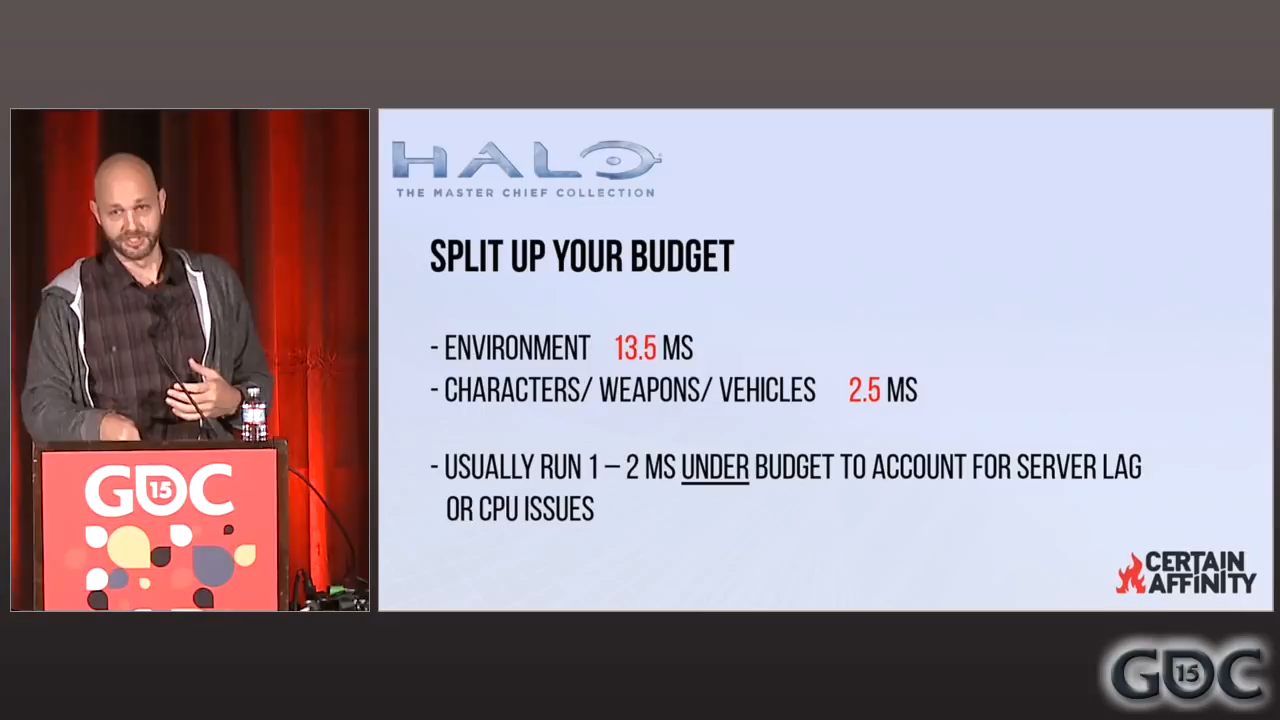 HALO
THE MASTER CHIEF COLLECTION
SPLIT UP YOUR BUDGET
- ENVIRONMENT 13.5 MS
- CHARACTERS/ WEAPONS/ VEHICLES 2.5 MS
- USUALLY RUN 1 – 2 MS UNDER BUDGET TO ACCOUNT FOR SERVER LAG
OR CPU ISSUES
CERTAIN
AFFINITY
GDC 15
GDC 15